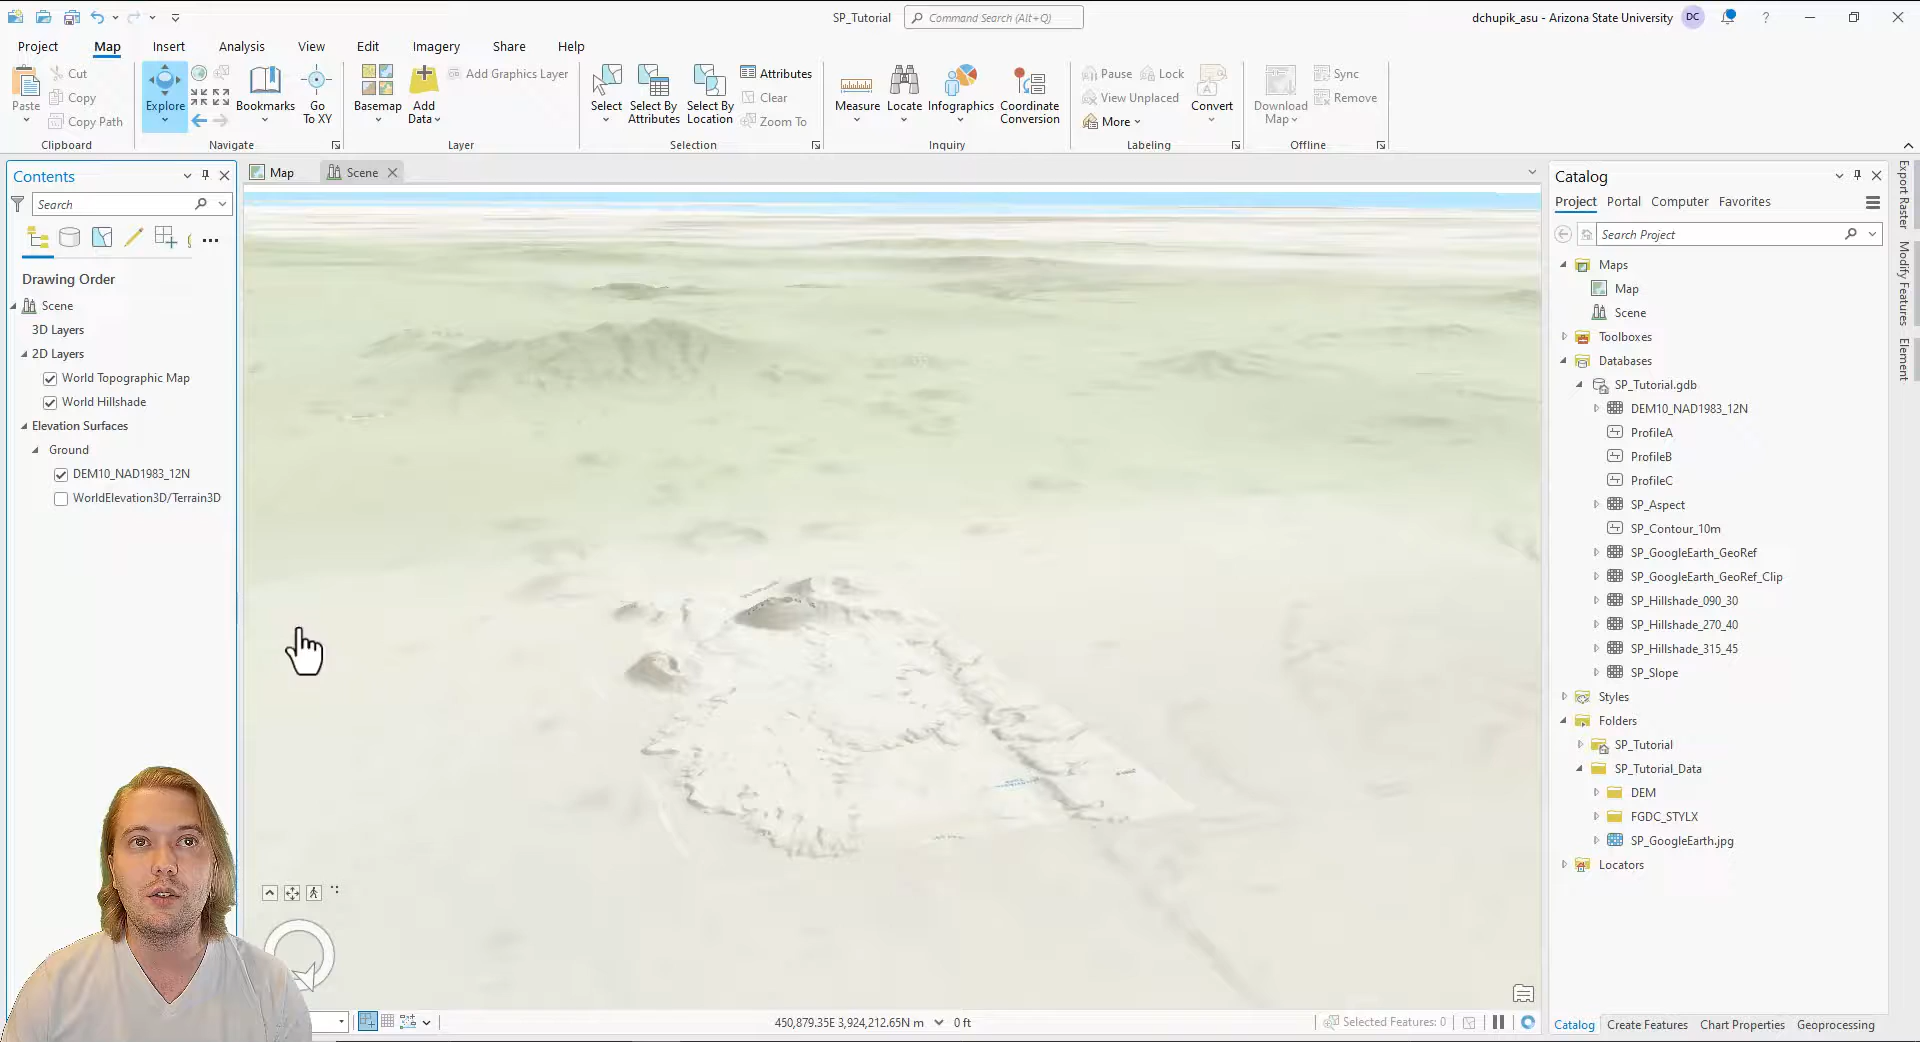 SP_Tutorial
Command Search (Alt+Q)
dchupik_asu - Arizona State University
DC
?
Project
Map
Insert
Analysis
View
Edit
Imagery
Share
Help
Paste
Cut
Copy
Copy Path
Clipboard
Explore
Bookmarks
Go
To XY
Navigate
Basemap
Add
Data
Add Graphics Layer
Layer
Select
Select By
Attributes
Select By
Location
Attributes
Clear
Zoom To
Selection
Measure
Locate
Infographics
Coordinate
Conversion
Inquiry
Pause
Lock
View Unplaced
More
Convert
Labeling
Download
Map
Sync
Remove
Offline
Contents
Search
Drawing Order
Scene
3D Layers
2D Layers
World Topographic Map
World Hillshade
Elevation Surfaces
Ground
DEM10_NAD1983_12N
WorldElevation3D/Terrain3D
Map
Scene
450,879.35E 3,924,212.65N m
0 ft
Selected Features: 0
Catalog
Project
Portal
Computer
Favorites
Search Project
Maps
Map
Scene
Toolboxes
Databases
SP_Tutorial.gdb
DEM10_NAD1983_12N
ProfileA
ProfileB
ProfileC
SP_Aspect
SP_Contour_10m
SP_GoogleEarth_GeoRef
SP_GoogleEarth_GeoRef_Clip
SP_Hillshade_090_30
SP_Hillshade_270_40
SP_Hillshade_315_45
SP_Slope
Styles
Folders
SP_Tutorial
SP_Tutorial_Data
DEM
FGDC_STYLX
SP_GoogleEarth.jpg
Locators
Catalog
Create Features
Chart Properties
Geoprocessing
Export Raster
Modify Features
Element